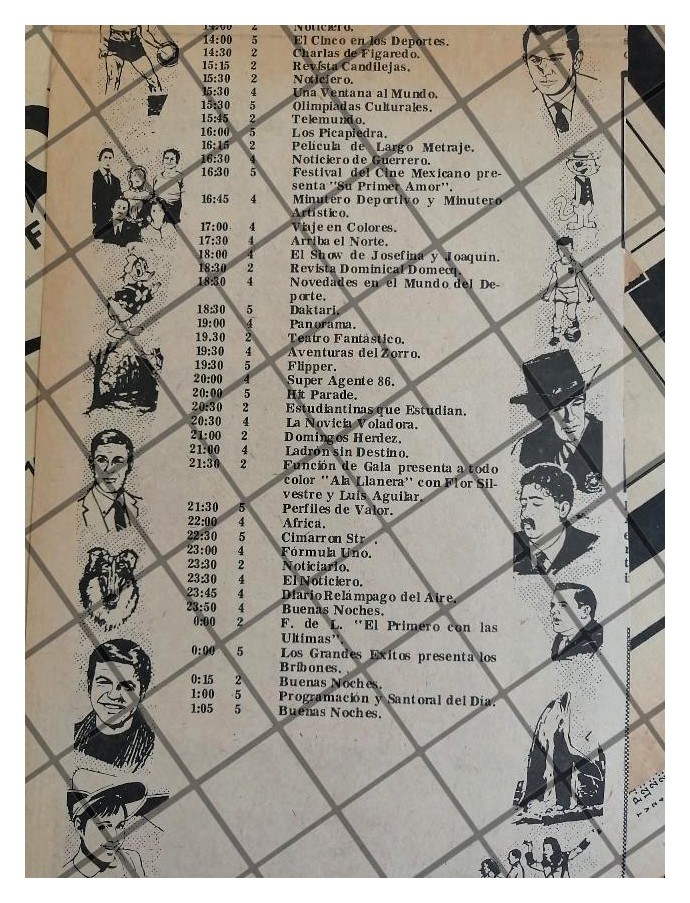 14:00 2 Noticiero.
14:00 5 El Cinco en los Deportes.
14:30 2 Charlas de Figaredo.
15:15 2 Revista Candilejas.
15:30 2 Noticiero.
15:30 4 Una Ventana al Mundo.
15:30 5 Olimpiadas Culturales.
15:45 2 Telemundo.
16:00 5 Los Picapiedra.
16:15 2 Película de Largo Metraje.
16:30 4 Noticiero de Guerrero.
16:30 5 Festival del Cine Mexicano pre-
senta "Su Primer Amor".
16:45 4 Minutero Deportivo y Minutero
Artístico.
17:00 4 Viaje en Colores.
17:30 4 Arriba el Norte.
18:00 4 El Show de Josefina y Joaquín.
18:30 2 Revista Dominical Domecq.
18:30 4 Novedades en el Mundo del De-
porte.
18:30 5 Daktari.
19:00 4 Panorama.
19.30 2 Teatro Fantástico.
19:30 4 Aventuras del Zorro.
19:30 5 Flipper.
20:00 4 Super Agente 86.
20:00 5 Hit Parade.
20:30 2 Estudiantinas que Estudian.
20:30 4 La Novicia Voladora.
21:00 2 Domingos Herdez.
21:00 4 Ladrón sin Destino.
21:30 2 Función de Gala presenta a todo
color "Ala Llanera" con Flor Sil-
vestre y Luis Aguilar.
21:30 5 Perfiles de Valor.
22:00 4 Africa.
22:30 5 Cimarron Str .
23:00 4 Fórmula Uno.
23:30 2 Noticiario.
23:30 4 El Noticiero.
23:45 4 Diario Relámpago del Aire.
23:50 4 Buenas Noches.
0:00 2 F. de L. "El Primero con las
Ultimas".
0:00 5 Los Grandes Exitos presenta los
Bribones.
0:15 2 Buenas Noches.
1:00 5 Programación y Santoral del Día.
1:05 5 Buenas Noches.